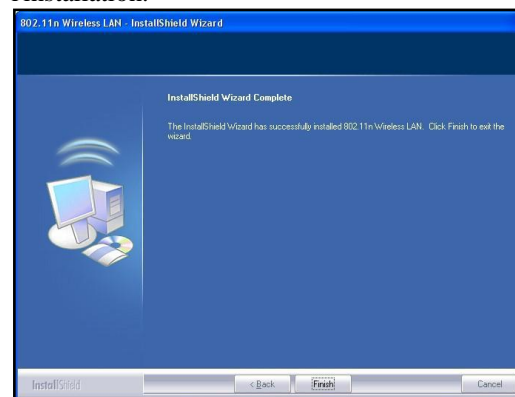 802.11n Wireless LAN - InstallShield Wizard
InstallShield Wizard Complete
The InstallShield Wizard has successfully installed 802.11n Wireless LAN. Click Finish to exit the
wizard.
InstallShield
< Back
Finish
Cancel